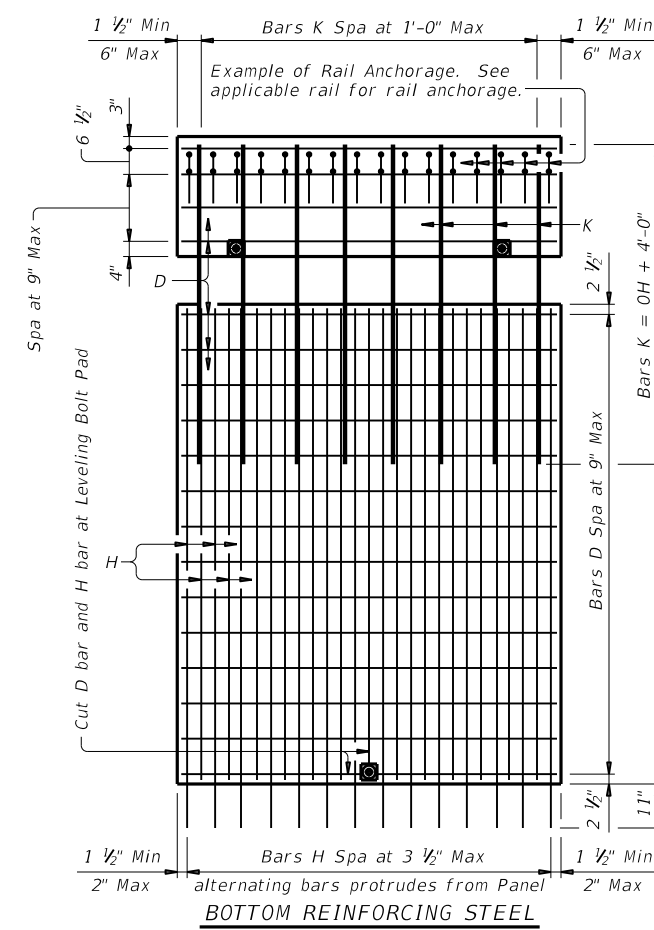 1 ½" Min
6" Max
Bars K Spa at 1'-0" Max
1 ½" Min
6" Max
Example of Rail Anchorage. See
applicable rail for rail anchorage.
3"
6 ½"
Spa at 9" Max
4"
D
K
2 ½"
Bars K = OH + 4'-0"
Cut D bar and H bar at Leveling Bolt Pad
H
Bars D Spa at 9" Max
2 ½"
11"
1 ½" Min
2" Max
Bars H Spa at 3 ½" Max
alternating bars protrudes from Panel
1 ½" Min
2" Max
BOTTOM REINFORCING STEEL